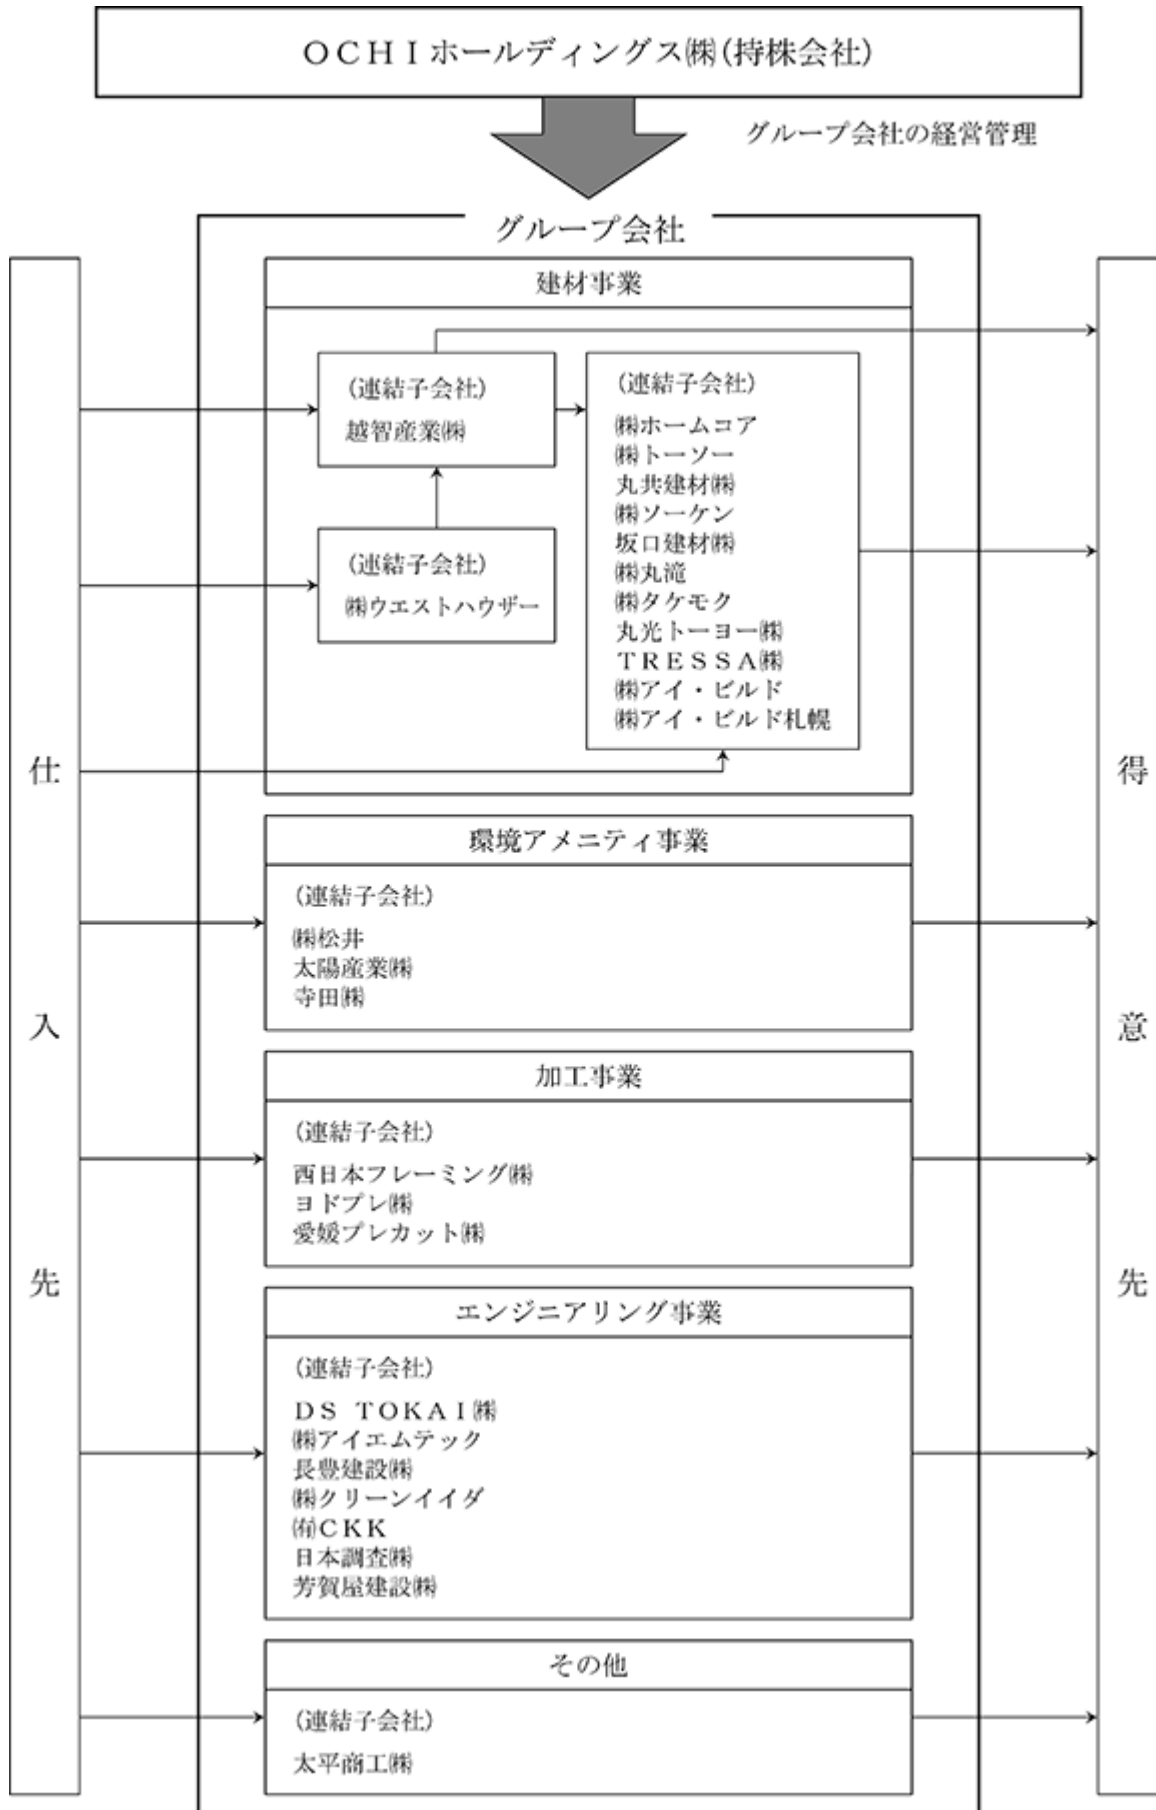 ＯＣＨＩホールディングス㈱(持株会社)
グループ会社の経営管理
グループ会社
建材事業
(連結子会社)
越智産業㈱
(連結子会社)
㈱ウエストハウザー
(連結子会社)
㈱ホームコア
㈱トーソー
丸共建材㈱
㈱ソーケン
坂口建材㈱
㈱丸滝
㈱タケモク
丸光トーヨー㈱
ＴＲＥＳＳＡ㈱
㈱アイ・ビルド
㈱アイ・ビルド札幌
環境アメニティ事業
(連結子会社)
㈱松井
太陽産業㈱
寺田㈱
加工事業
(連結子会社)
西日本フレーミング㈱
ヨドプレ㈱
愛媛プレカット㈱
エンジニアリング事業
(連結子会社)
ＤＳ　ＴＯＫＡＩ㈱
㈱アイエムテック
長豊建設㈱
㈱クリーンイイダ
㈲ＣＫＫ
日本調査㈱
芳賀屋建設㈱
その他
(連結子会社)
太平商工㈱
仕入先
得意先